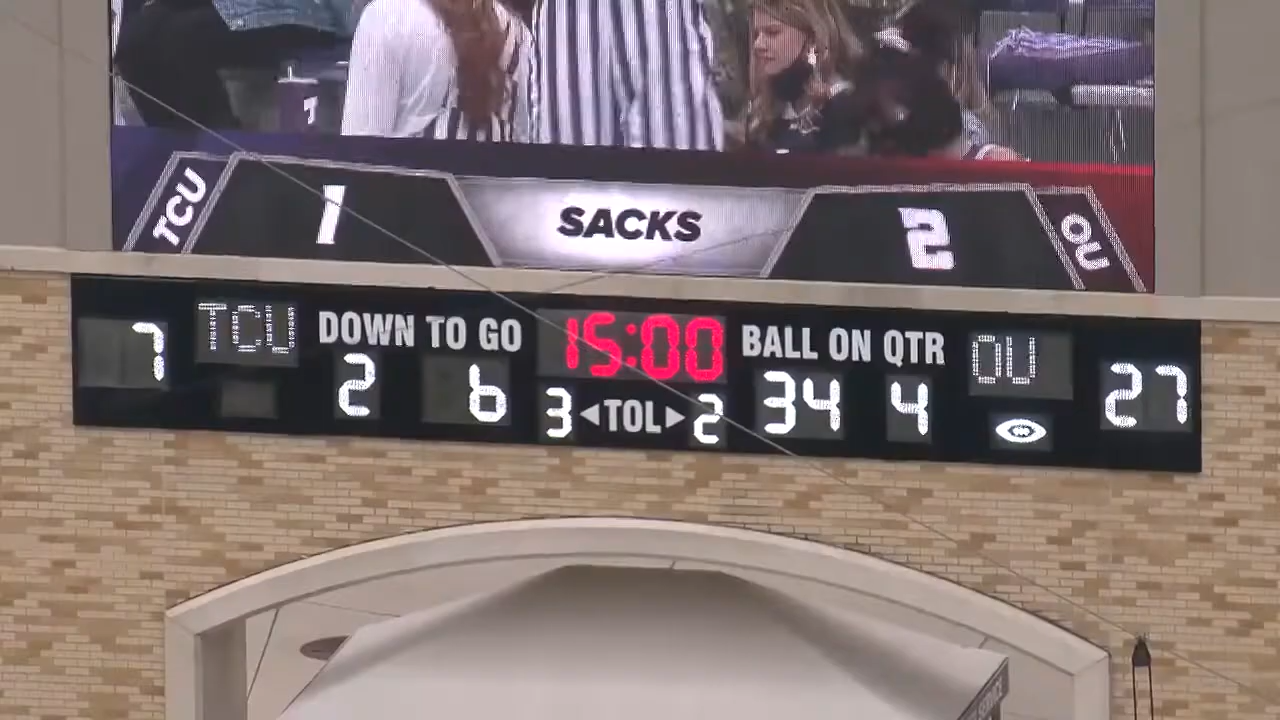 TCU 1 SACKS 2 OU
7 TCU DOWN TO GO 15:00 BALL ON QTR OU 27
2 6 3 ◀TOL▶ 2 34 4
SERVICE